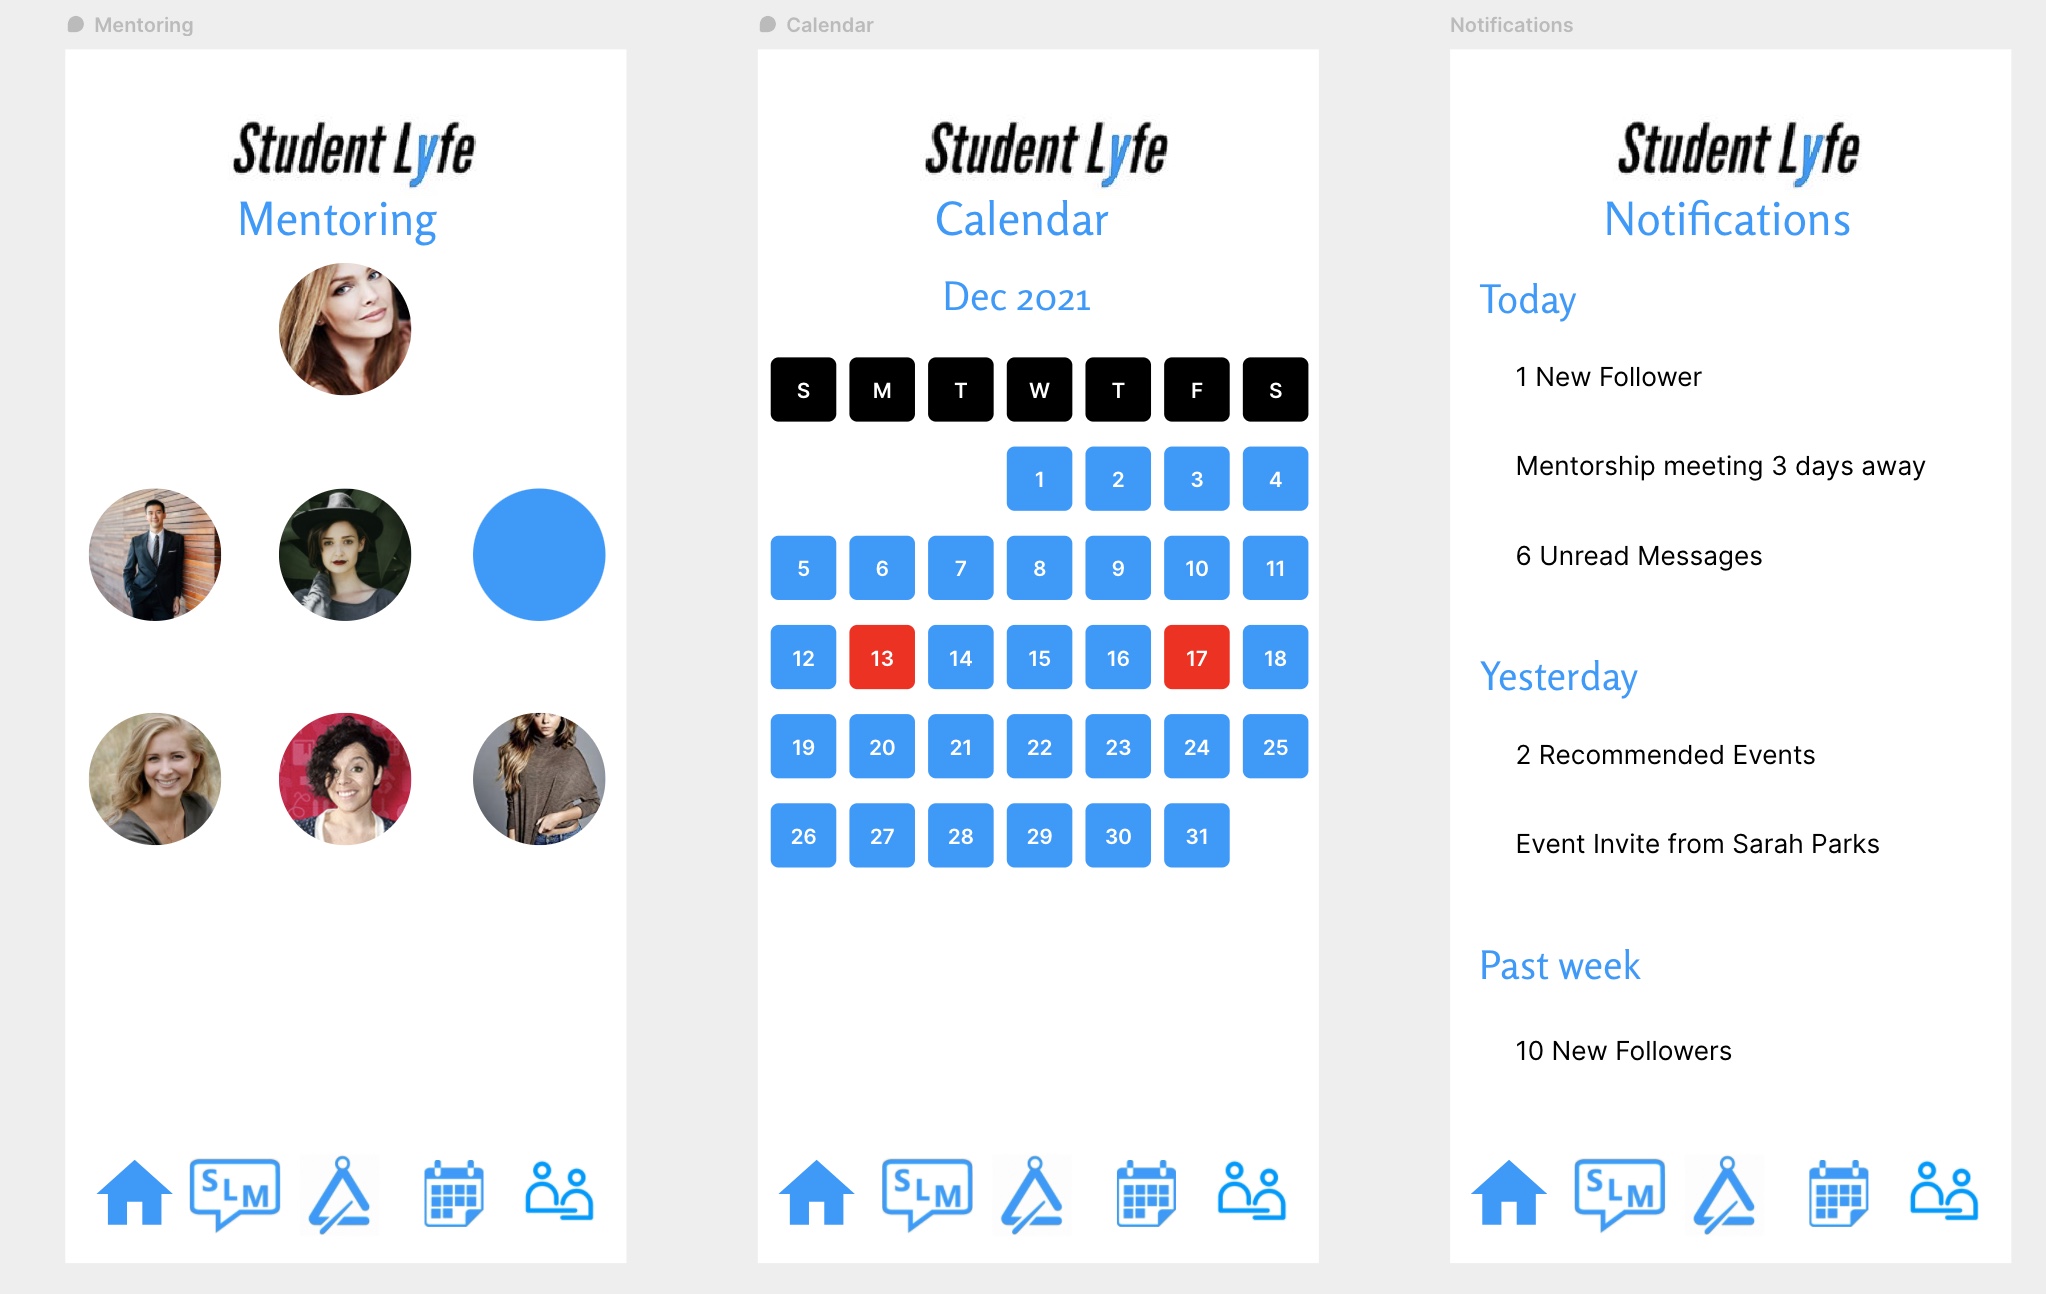 Mentoring
Student Lyfe
Mentoring
S L M
Calendar
Student Lyfe
Calendar
Dec 2021
S M T W T F S
1 2 3 4
5 6 7 8 9 10 11
12 13 14 15 16 17 18
19 20 21 22 23 24 25
26 27 28 29 30 31
S L M
Notifications
Student Lyfe
Notifications
Today
1 New Follower
Mentorship meeting 3 days away
6 Unread Messages
Yesterday
2 Recommended Events
Event Invite from Sarah Parks
Past week
10 New Followers
S L M